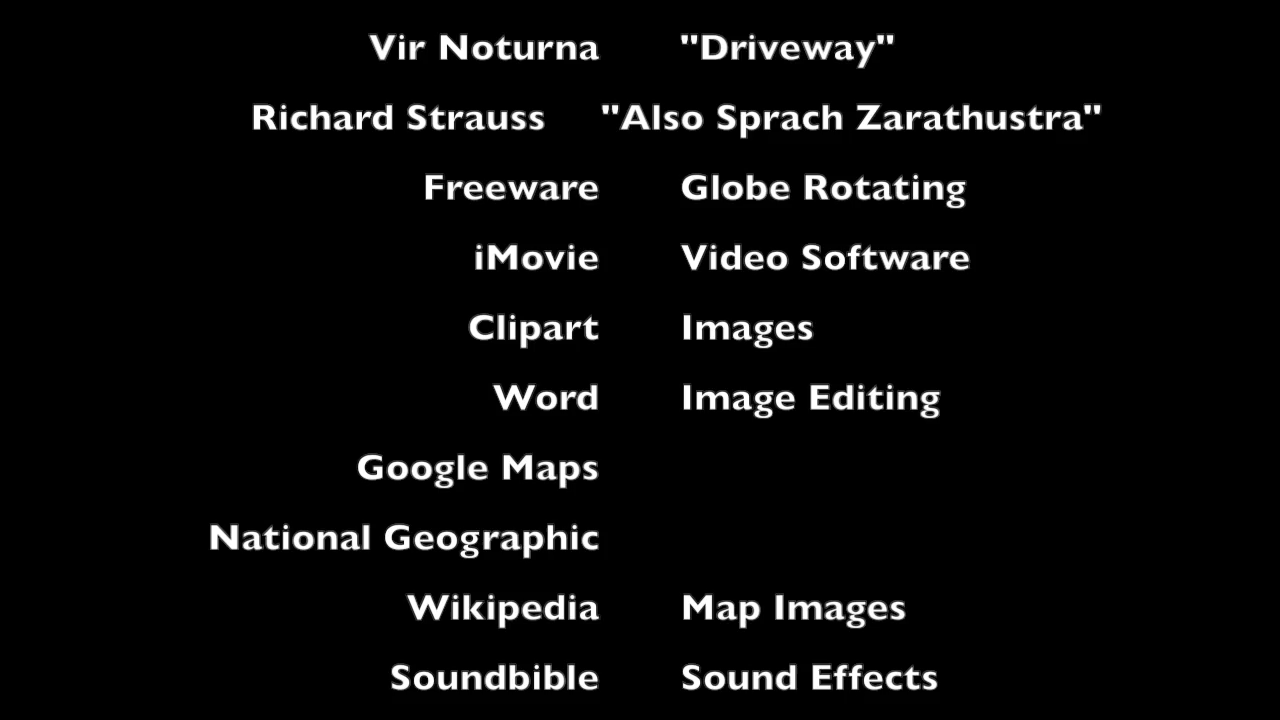 Vir Noturna "Driveway"
Richard Strauss "Also Sprach Zarathustra"
Freeware Globe Rotating
iMovie Video Software
Clipart Images
Word Image Editing
Google Maps
National Geographic
Wikipedia Map Images
Soundbible Sound Effects